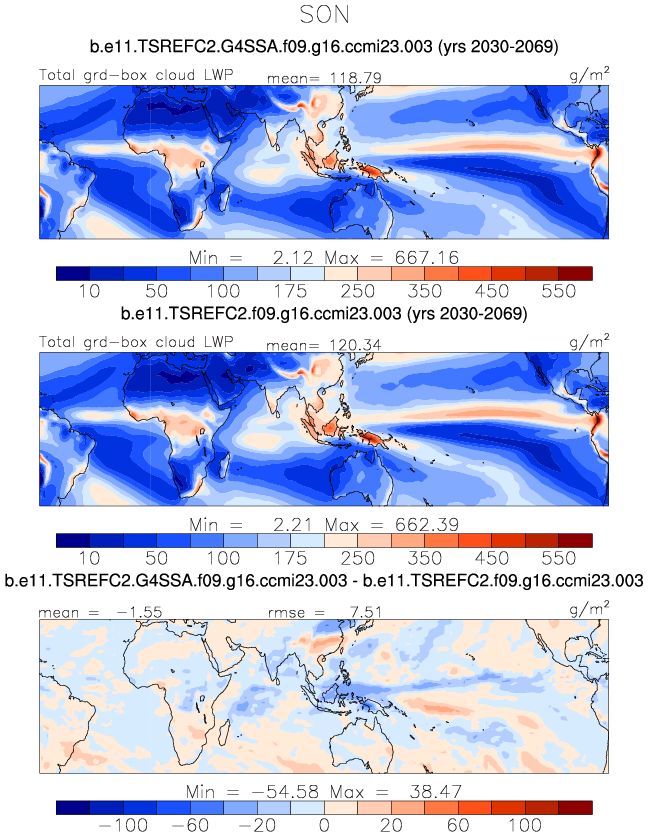 SON
b.e11.TSREFC2.G4SSA.f09.g16.ccmi23.003 (yrs 2030-2069)
Total grd-box cloud LWP mean= 118.79 g/m²
Min = 2.12 Max = 667.16
10 50 100 175 250 350 450 550
b.e11.TSREFC2.f09.g16.ccmi23.003 (yrs 2030-2069)
Total grd-box cloud LWP mean= 120.34 g/m²
Min = 2.21 Max = 662.39
10 50 100 175 250 350 450 550
b.e11.TSREFC2.G4SSA.f09.g16.ccmi23.003 - b.e11.TSREFC2.f09.g16.ccmi23.003
mean = −1.55 rmse = 7.51 g/m²
Min = −54.58 Max = 38.47
−100 −60 −20 0 20 60 100